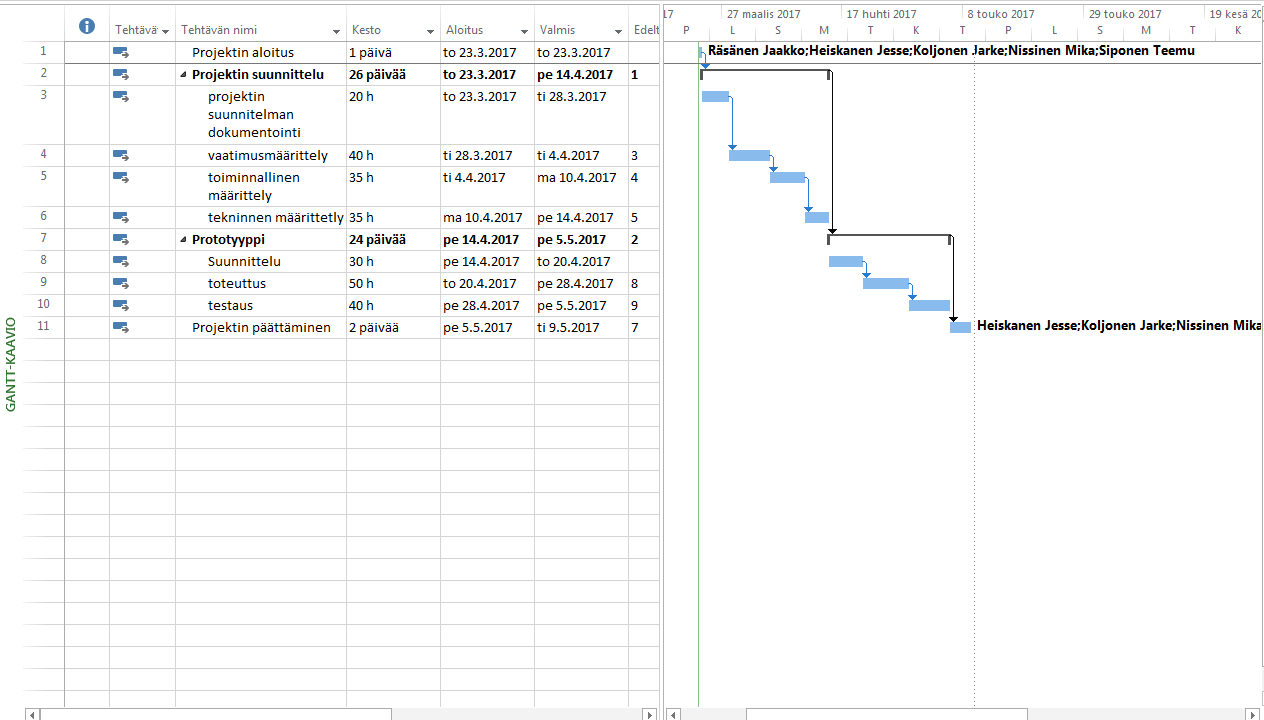 17 27 maalis 2017 17 huhti 2017 8 touko 2017 29 touko 2017 19 kesä 20
Tehtävä Tehtävän nimi Kesto Aloitus Valmis Edelt P L S M T K T P L S M T K
1 Projektin aloitus 1 päivä to 23.3.2017 to 23.3.2017 Räsänen Jaakko;Heiskanen Jesse;Koljonen Jarke;Nissinen Mika;Siponen Teemu
2 Projektin suunnittelu 26 päivää to 23.3.2017 pe 14.4.2017 1
3 projektin 20 h to 23.3.2017 ti 28.3.2017
suunnitelman
dokumentointi
4 vaatimusmäärittely 40 h ti 28.3.2017 ti 4.4.2017 3
5 toiminnallinen 35 h ti 4.4.2017 ma 10.4.2017 4
määrittely
6 tekninnen määrittetly 35 h ma 10.4.2017 pe 14.4.2017 5
7 Prototyyppi 24 päivää pe 14.4.2017 pe 5.5.2017 2
8 Suunnittelu 30 h pe 14.4.2017 to 20.4.2017
9 toteuttus 50 h to 20.4.2017 pe 28.4.2017 8
10 testaus 40 h pe 28.4.2017 pe 5.5.2017 9
11 Projektin päättäminen 2 päivää pe 5.5.2017 ti 9.5.2017 7 Heiskanen Jesse;Koljonen Jarke;Nissinen Mika
GANTT-KAAVIO